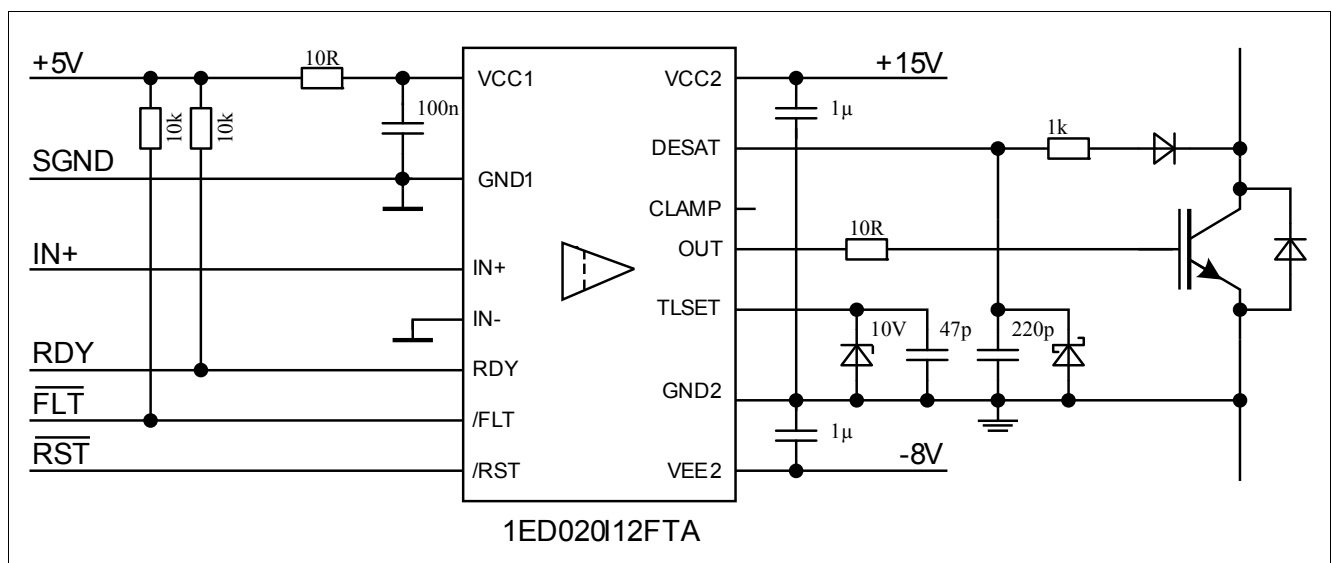 +5V
10R
VCC1
VCC2
+15V
10k
10k
100n
1µ
1k
SGND
GND1
DESAT
CLAMP
IN+
IN+
OUT
10R
IN-
TLSET
10V
47p
220p
RDY
RDY
GND2
FLT
/FLT
1µ
RST
/RST
VEE2
-8V
1ED020I12FTA